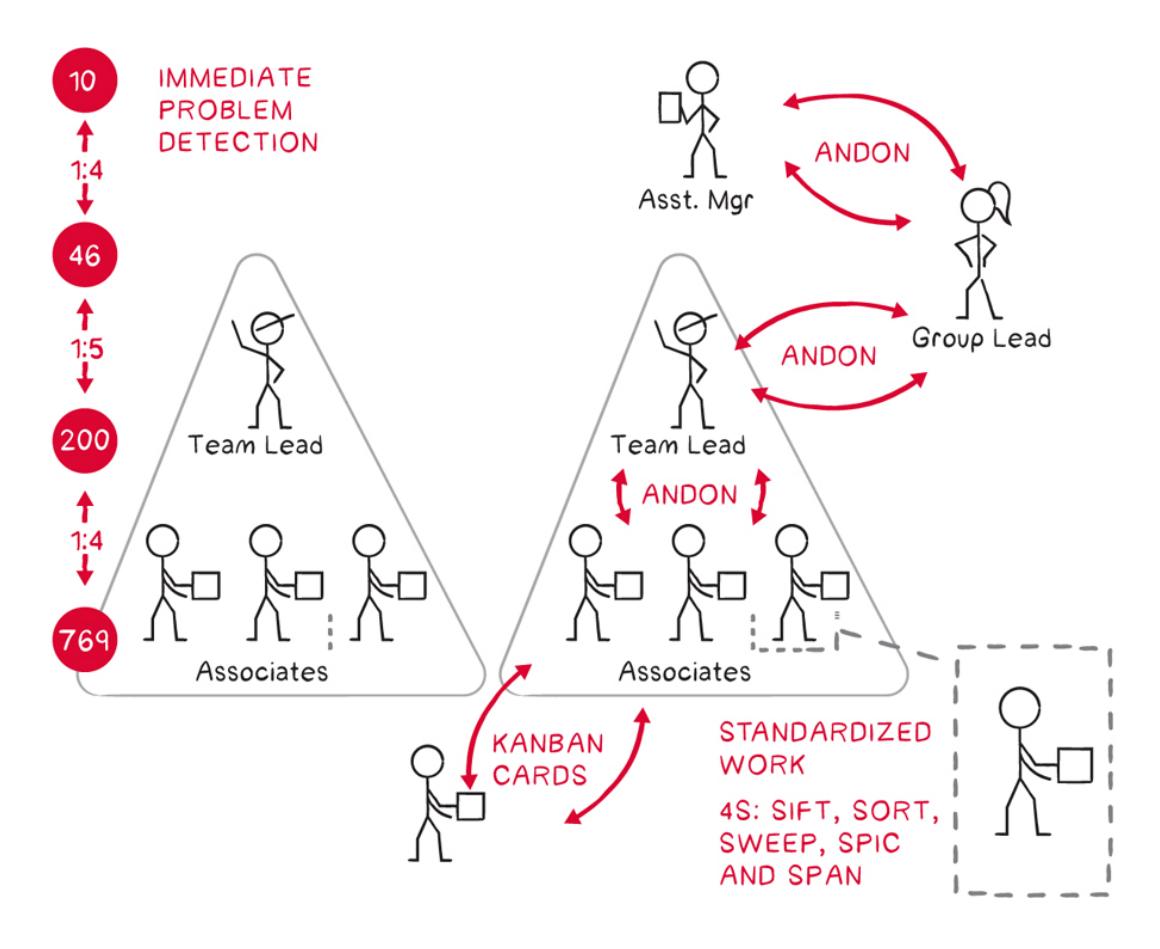 10
IMMEDIATE
PROBLEM
DETECTION
1:4
46
1:5
200
1:4
769
Asst. Mgr
ANDON
Group Lead
ANDON
Team Lead
Team Lead
ANDON
Associates
Associates
KANBAN
CARDS
STANDARDIZED
WORK
4S: SIFT, SORT,
SWEEP, SPIC
AND SPAN